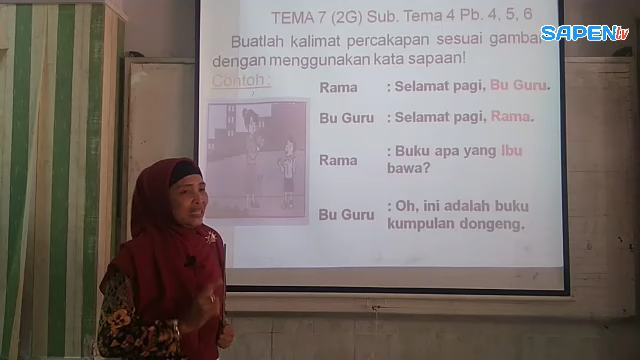 SAPEN tv
TEMA 7 (2G) Sub. Tema 4 Pb. 4, 5, 6
Buatlah kalimat percakapan sesuai gambar
dengan menggunakan kata sapaan!
Contoh :
Rama : Selamat pagi, Bu Guru.
Bu Guru : Selamat pagi, Rama.
Rama : Buku apa yang Ibu
bawa?
Bu Guru : Oh, ini adalah buku
kumpulan dongeng.